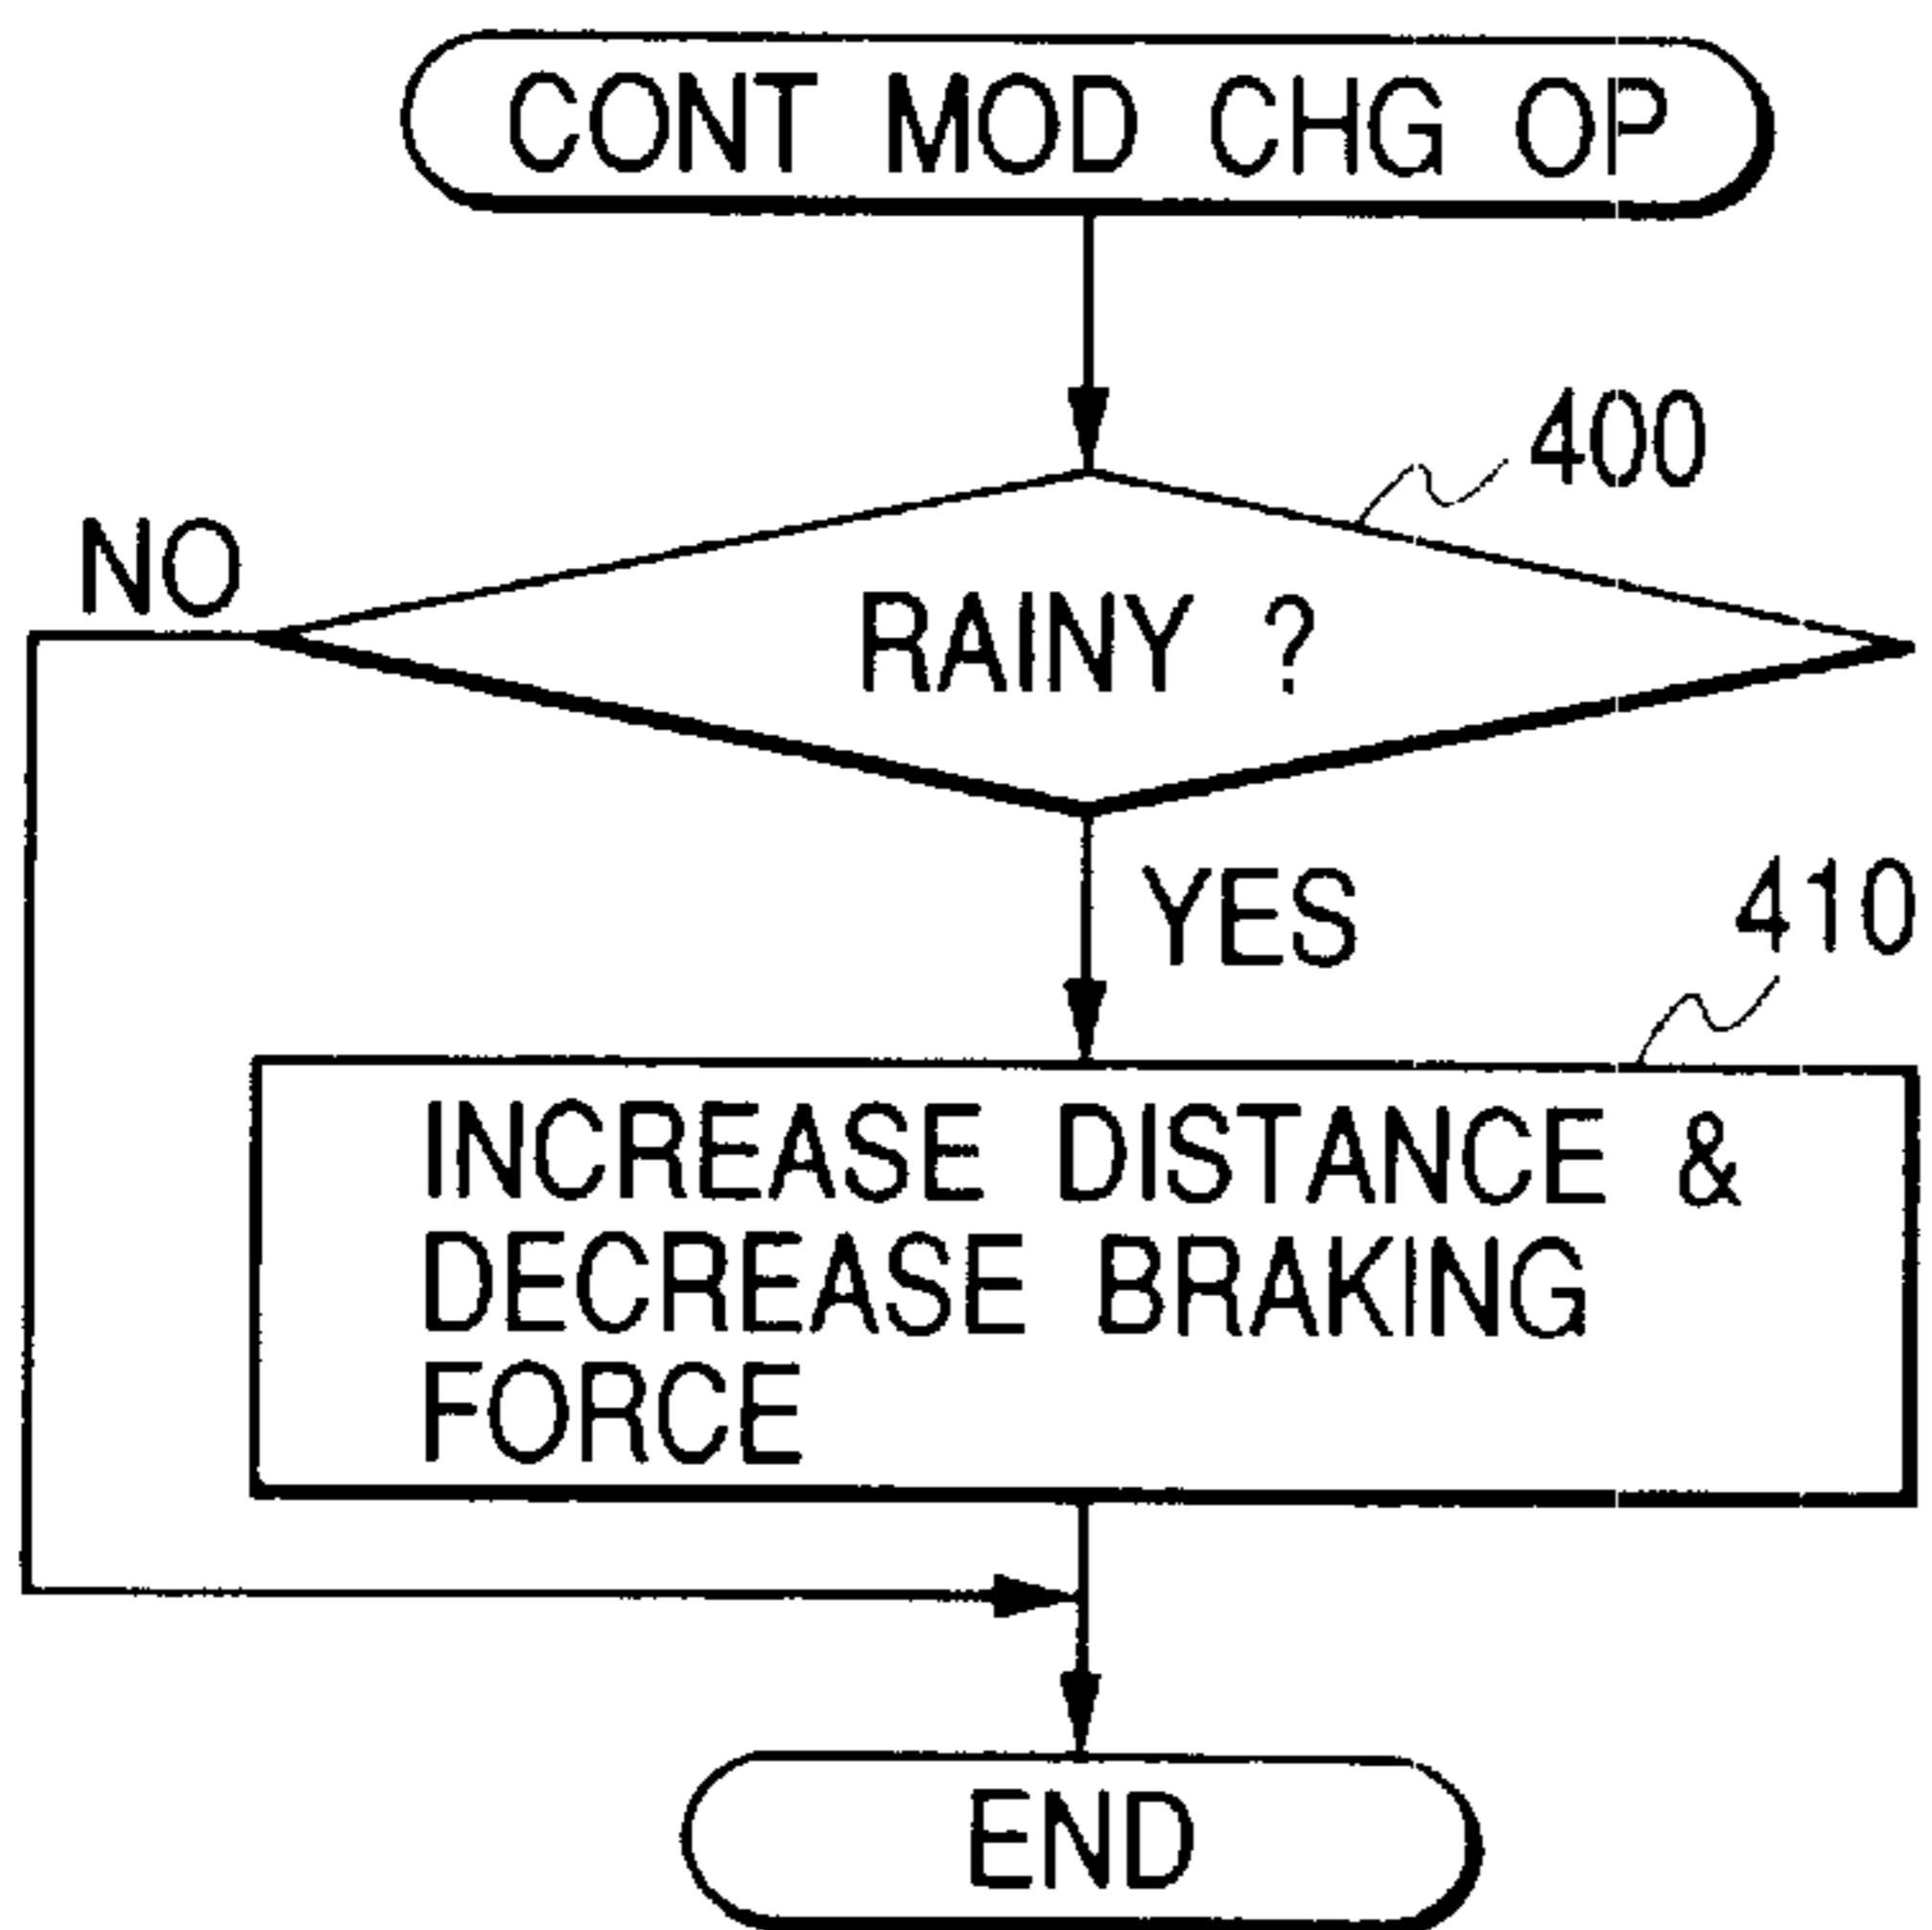 CONT MOD CHG OP
400
NO
RAINY ?
YES
410
INCREASE DISTANCE &
DECREASE BRAKING
FORCE
END